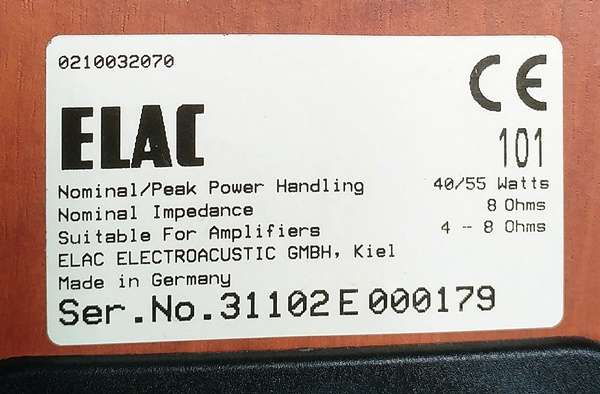 0210032070
CE
ELAC
101
Nominal/Peak Power Handling 40/55 Watts
Nominal Impedance 8 Ohms
Suitable For Amplifiers 4 - 8 Ohms
ELAC ELECTROACUSTIC GMBH, Kiel
Made in Germany
Ser.No.31102E000179